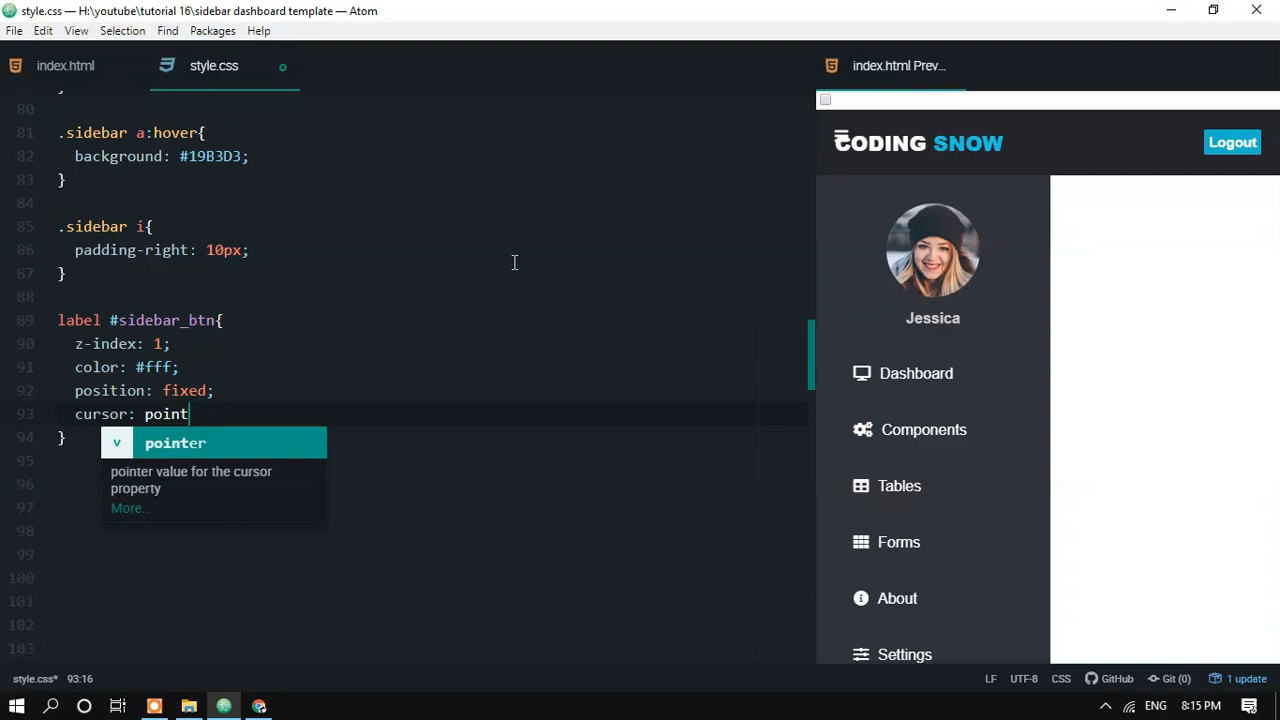 style.css — H:\youtube\tutorial 16\sidebar dashboard template — Atom
File Edit View Selection Find Packages Help
index.html style.css index.html Prev...
80
81 .sidebar a:hover{
82 background: #19B3D3;
83 }
84
85 .sidebar i{
86 padding-right: 10px;
87 }
88
89 label #sidebar_btn{
90 z-index: 1;
91 color: #fff;
92 position: fixed;
93 cursor: point
94 }
95
96
97
98
99
100
101
102
103
v pointer
pointer value for the cursor
property
More..
CODING SNOW
Logout
Jessica
Dashboard
Components
Tables
Forms
About
Settings
style.css* 93:16 LF UTF-8 CSS GitHub Git (0) 1 update
ENG 8:15 PM